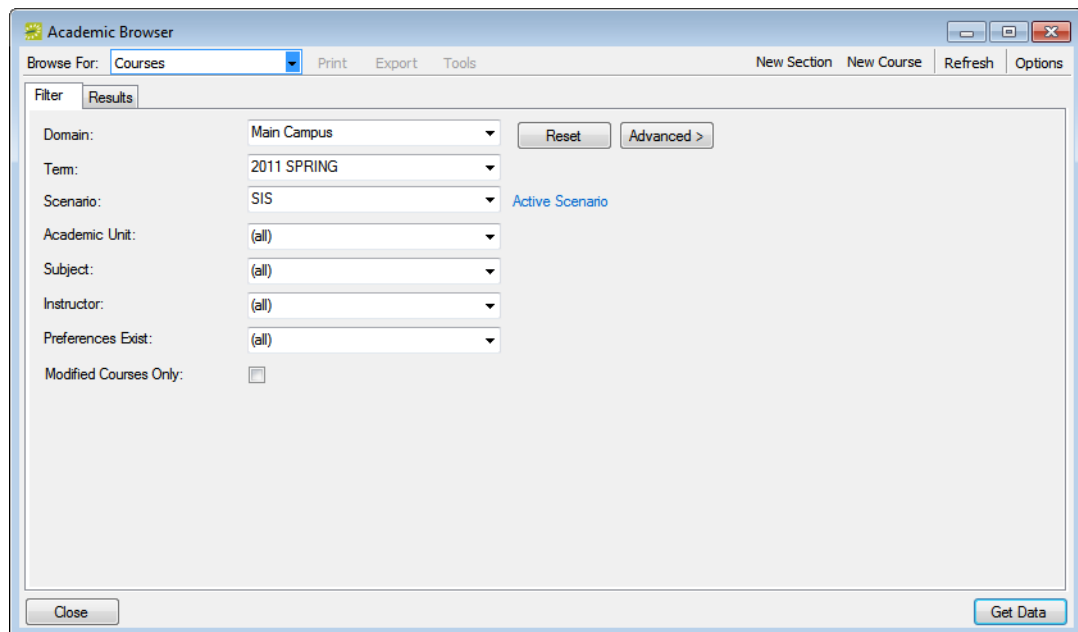 Academic Browser
Browse For: Courses Print Export Tools New Section New Course Refresh Options
Filter Results
Domain: Main Campus Reset Advanced >
Term: 2011 SPRING
Scenario: SIS Active Scenario
Academic Unit: (all)
Subject: (all)
Instructor: (all)
Preferences Exist: (all)
Modified Courses Only:
Close Get Data